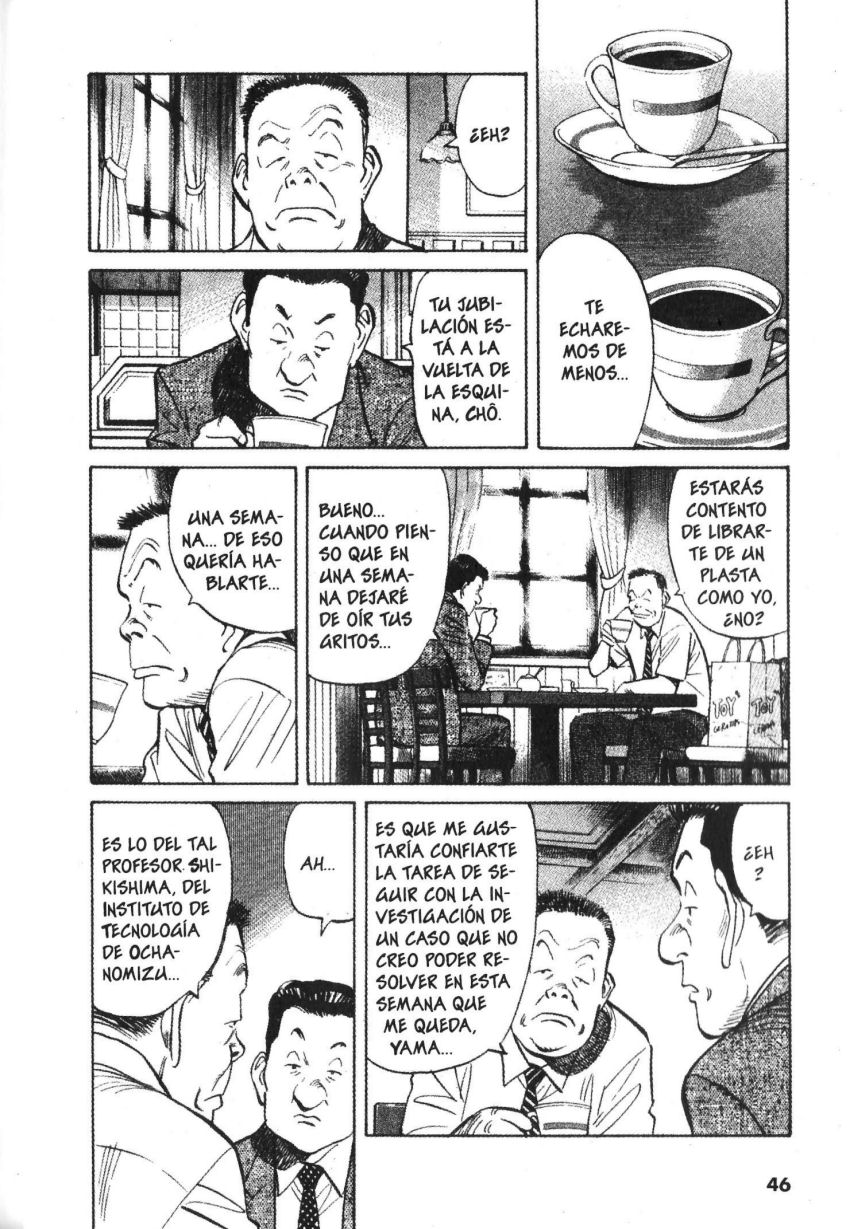 TE
ECHARE-
MOS DE
MENOS...
¿EH?
TU JUBI-
LACIÓN ES-
TÁ A LA
VUELTA DE
LA ESQUI-
NA, CHÔ.
ESTARÁS
CONTENTO
DE LIBRAR-
TE DE UN
PLASTA
COMO YO,
¿NO?
BUENO...
CUANDO PIEN-
SO QUE EN
UNA SEMA-
NA DEJARÉ
DE OÍR TUS
GRITOS...
TOY
TOY
UNA SEMA-
NA... DE ESO
QUERÍA HA-
BLARTE...
¿EH
?
ES QUE ME GUS-
TARÍA CONFIARTE
LA TAREA DE SE-
GUIR CON LA IN-
VESTIGACIÓN DE
UN CASO QUE NO
CREO PODER RE-
SOLVER EN ESTA
SEMANA QUE
ME QUEDA,
YAMA...
AH...
ES LO DEL TAL
PROFESOR SHI-
KISHIMA, DEL
INSTITUTO DE
TECNOLOGÍA
DE OCHA-
NOMIZU...
46